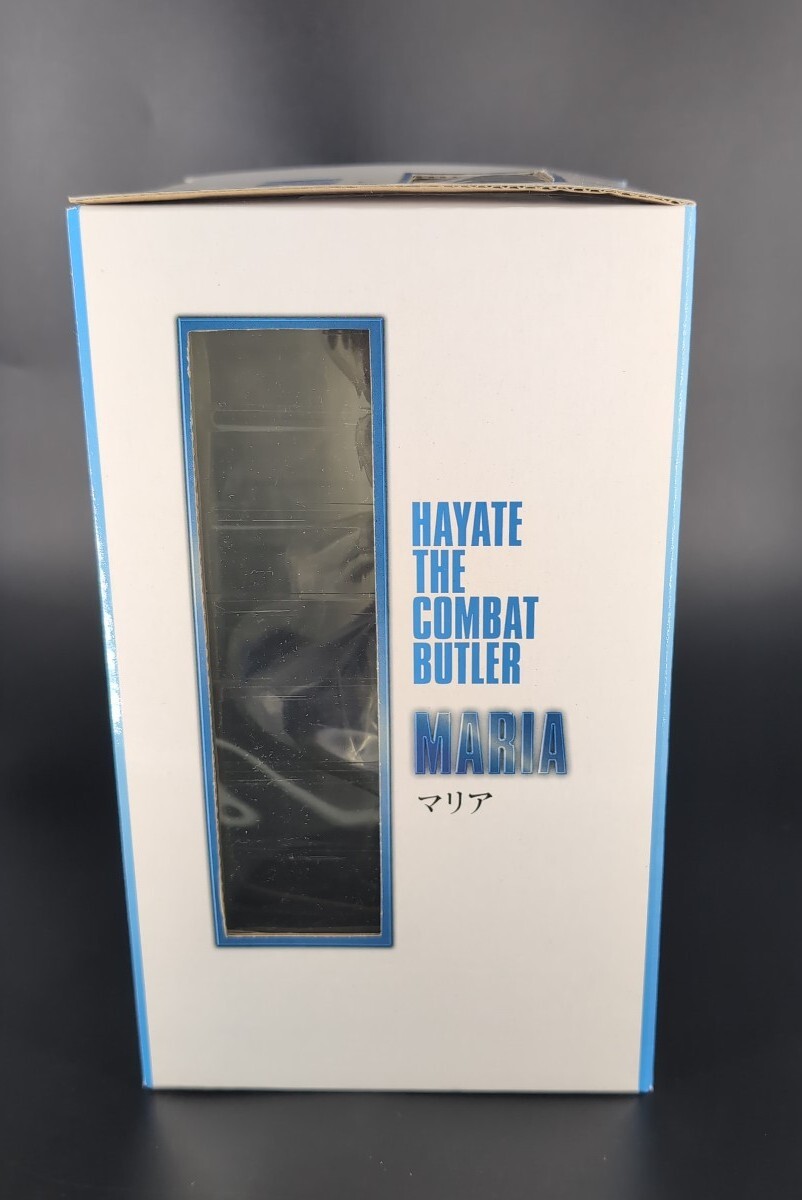 HAYATE
THE
COMBAT
BUTLER
MARIA
マリア